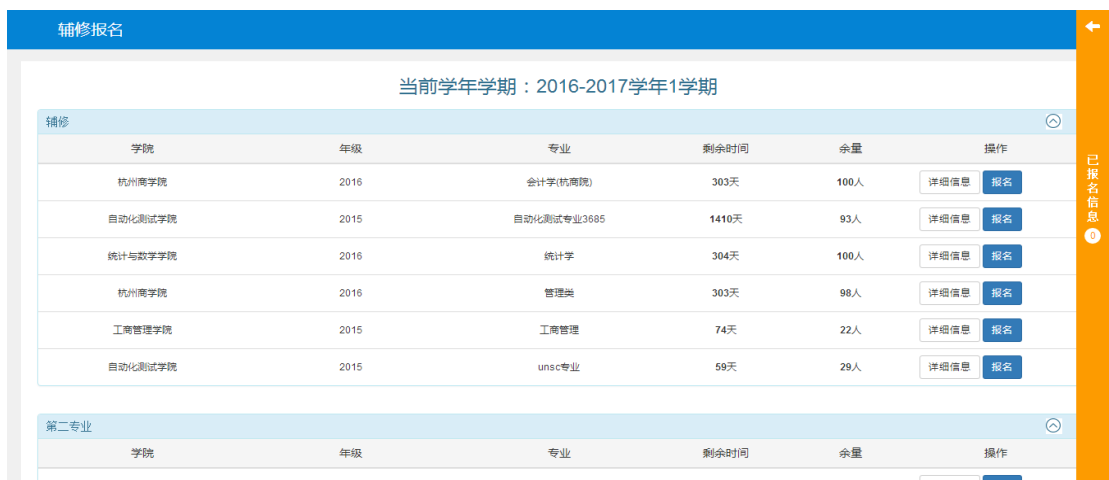 辅修报名
当前学年学期：2016-2017学年1学期
辅修
学院 年级 专业 剩余时间 余量 操作
杭州商学院 2016 会计学(杭商院) 303天 100人 详细信息 报名
自动化测试学院 2015 自动化测试专业3685 1410天 93人 详细信息 报名
统计与数学学院 2016 统计学 304天 100人 详细信息 报名
杭州商学院 2016 管理类 303天 98人 详细信息 报名
工商管理学院 2015 工商管理 74天 22人 详细信息 报名
自动化测试学院 2015 unsc专业 59天 29人 详细信息 报名
第二专业
学院 年级 专业 剩余时间 余量 操作
已报名信息 0